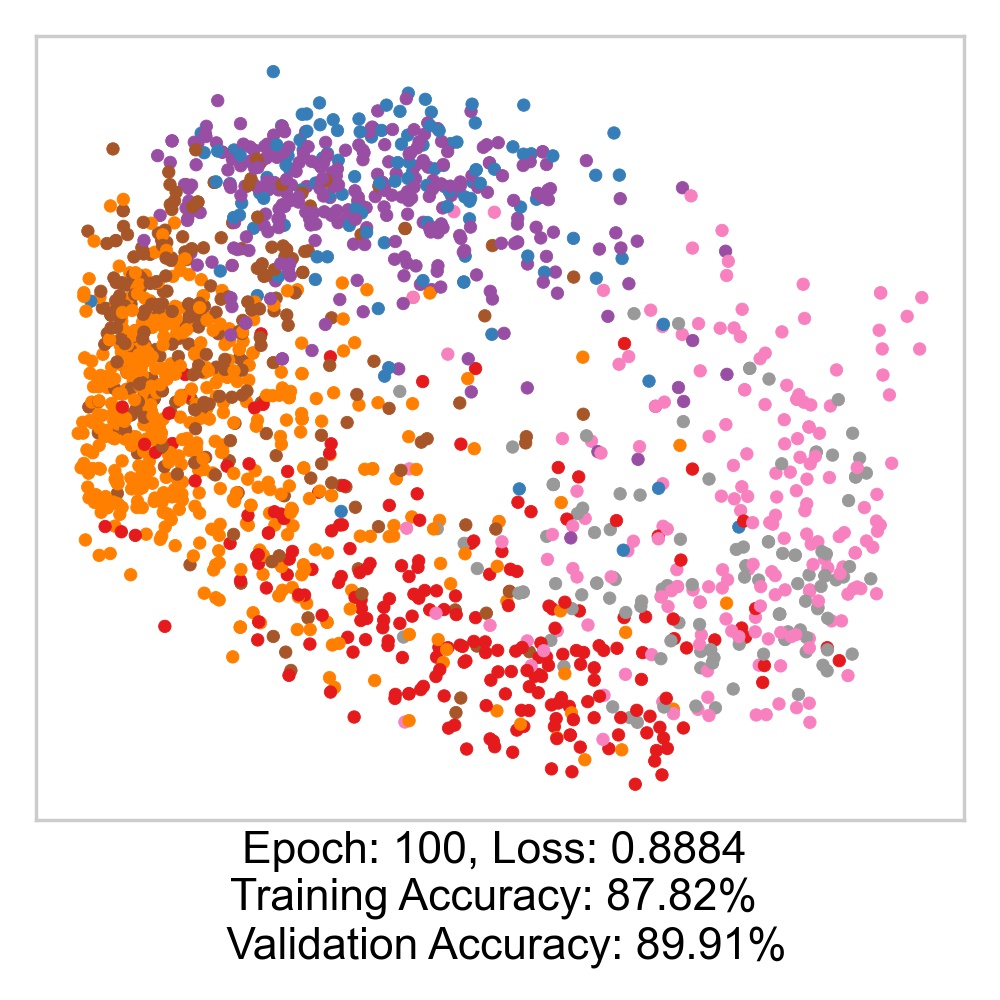 Epoch: 100, Loss: 0.8884
Training Accuracy: 87.82%
Validation Accuracy: 89.91%